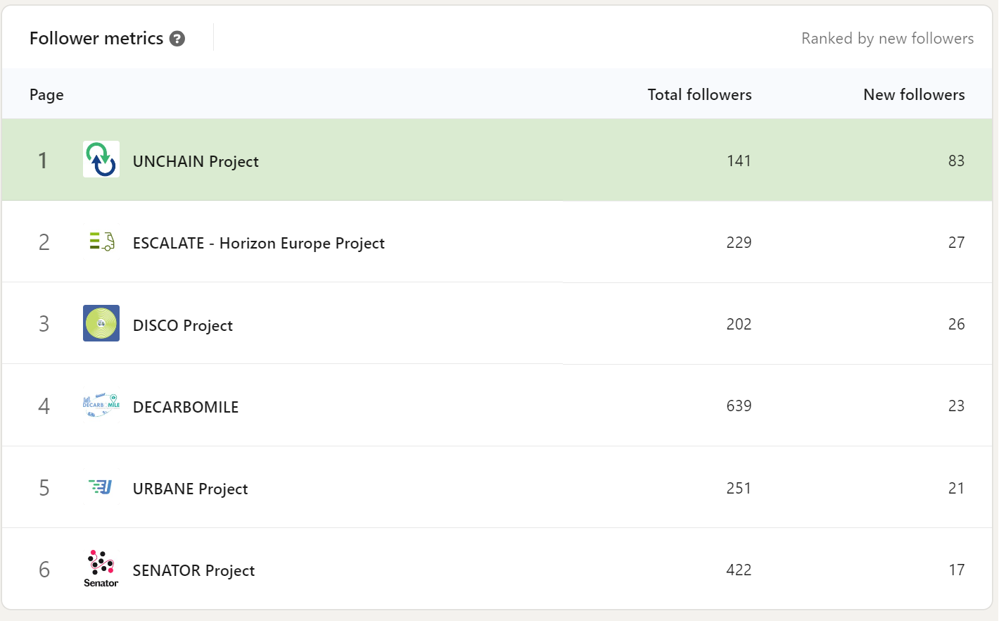 Follower metrics ?
Ranked by new followers
Page Total followers New followers
1 UNCHAIN Project 141 83
2 ESCALATE - Horizon Europe Project 229 27
3 DISCO Project 202 26
4 DECARBOMILE DECARBOMILE 639 23
5 URBANE Project 251 21
6 Senator SENATOR Project 422 17